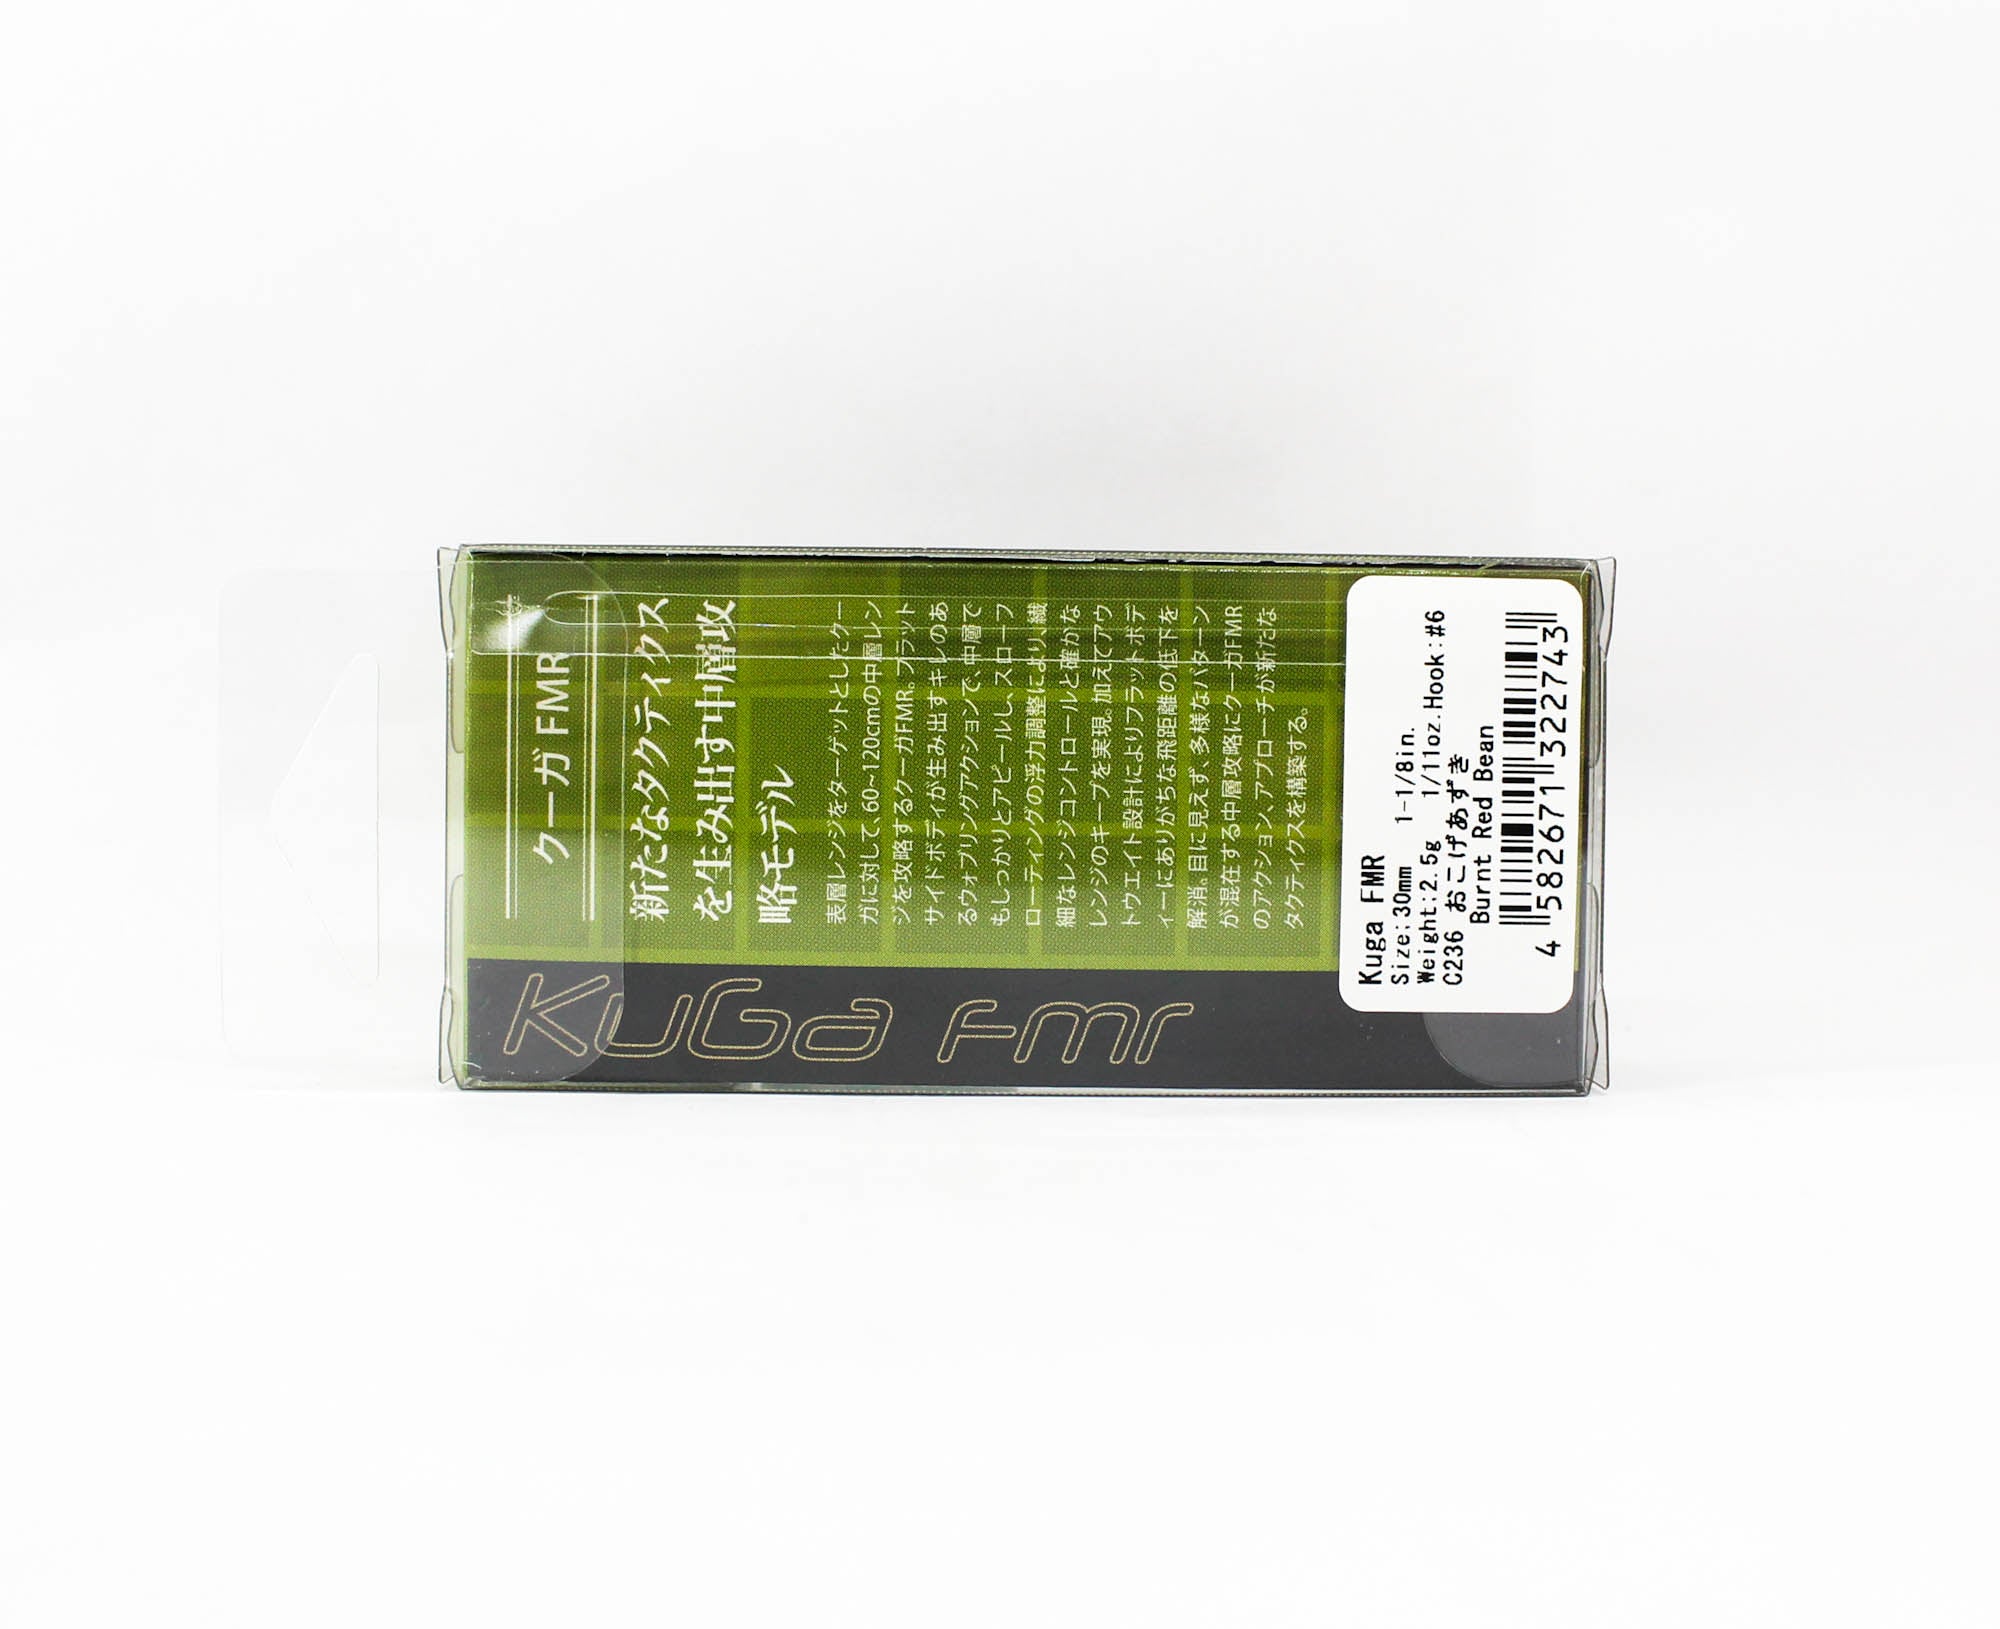 クーガ FMR
新たなタクティクス
を生み出す中層攻
略モデル
表層レンジをターゲットとしたクー
ガに対して、60~120cmの中層レン
ジを攻略するクーガFMR。フラット
サイドボディが生み出すキレのあ
るウォブリングアクションで、中層で
もしっかりとアピールし、スローフ
ローティングの浮力調整により、繊
細なレンジコントロールと確かな
レンジのキープを実現。加えてアウ
トウエイト設計によりフラットボデ
ィーにありがちな飛距離の低下を
解消。目に見えず、多様なパターン
が混在する中層攻略にクーガFMR
のアクション、アプローチが新たな
タクティクスを構築する。
KUGa Fmr
Kuga FMR
Size:30mm 1-1/8in.
Weight:2.5g 1/11oz.Hook:#6
C236 おこげあずき
Burnt Red Bean
4 582671 322743